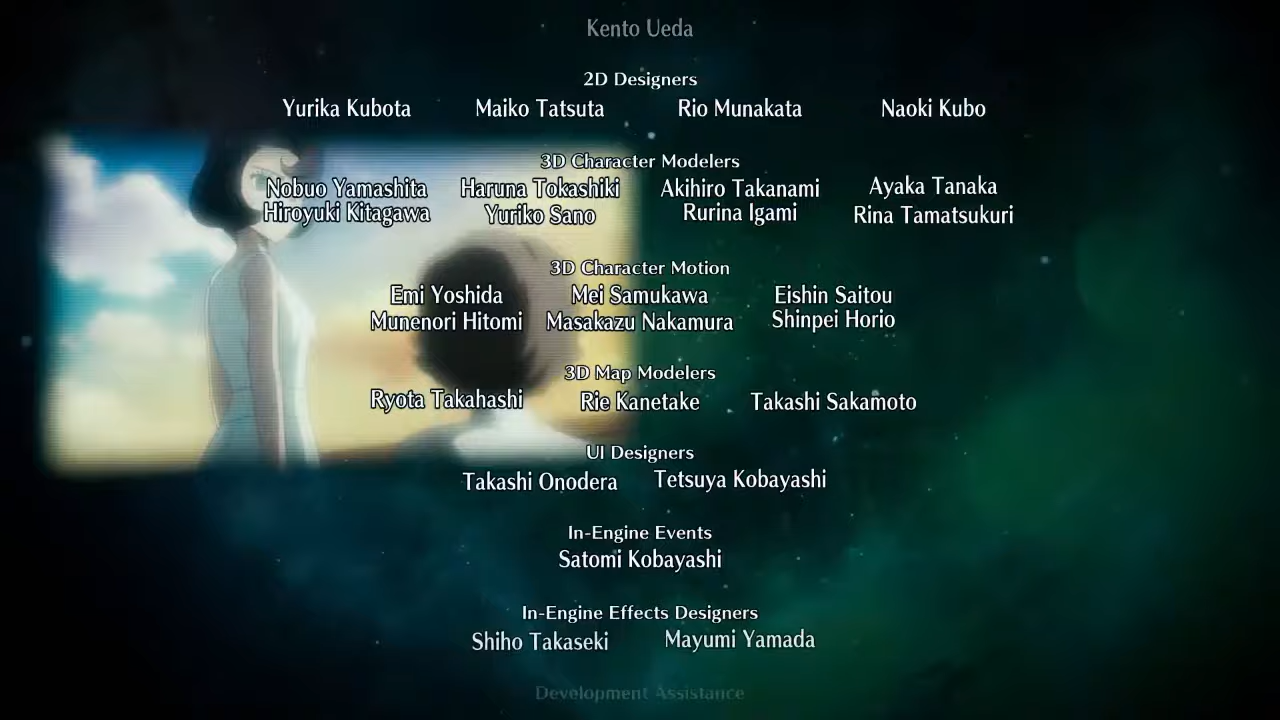 Kento Ueda
2D Designers
Yurika Kubota Maiko Tatsuta Rio Munakata Naoki Kubo
3D Character Modelers
Nobuo Yamashita Haruna Tokashiki Akihiro Takanami Ayaka Tanaka
Hiroyuki Kitagawa Yuriko Sano Rurina Igami Rina Tamatsukuri
3D Character Motion
Emi Yoshida Mei Samukawa Eishin Saitou
Munenori Hitomi Masakazu Nakamura Shinpei Horio
3D Map Modelers
Ryota Takahashi Rie Kanetake Takashi Sakamoto
UI Designers
Takashi Onodera Tetsuya Kobayashi
In-Engine Events
Satomi Kobayashi
In-Engine Effects Designers
Shiho Takaseki Mayumi Yamada
Development Assistance